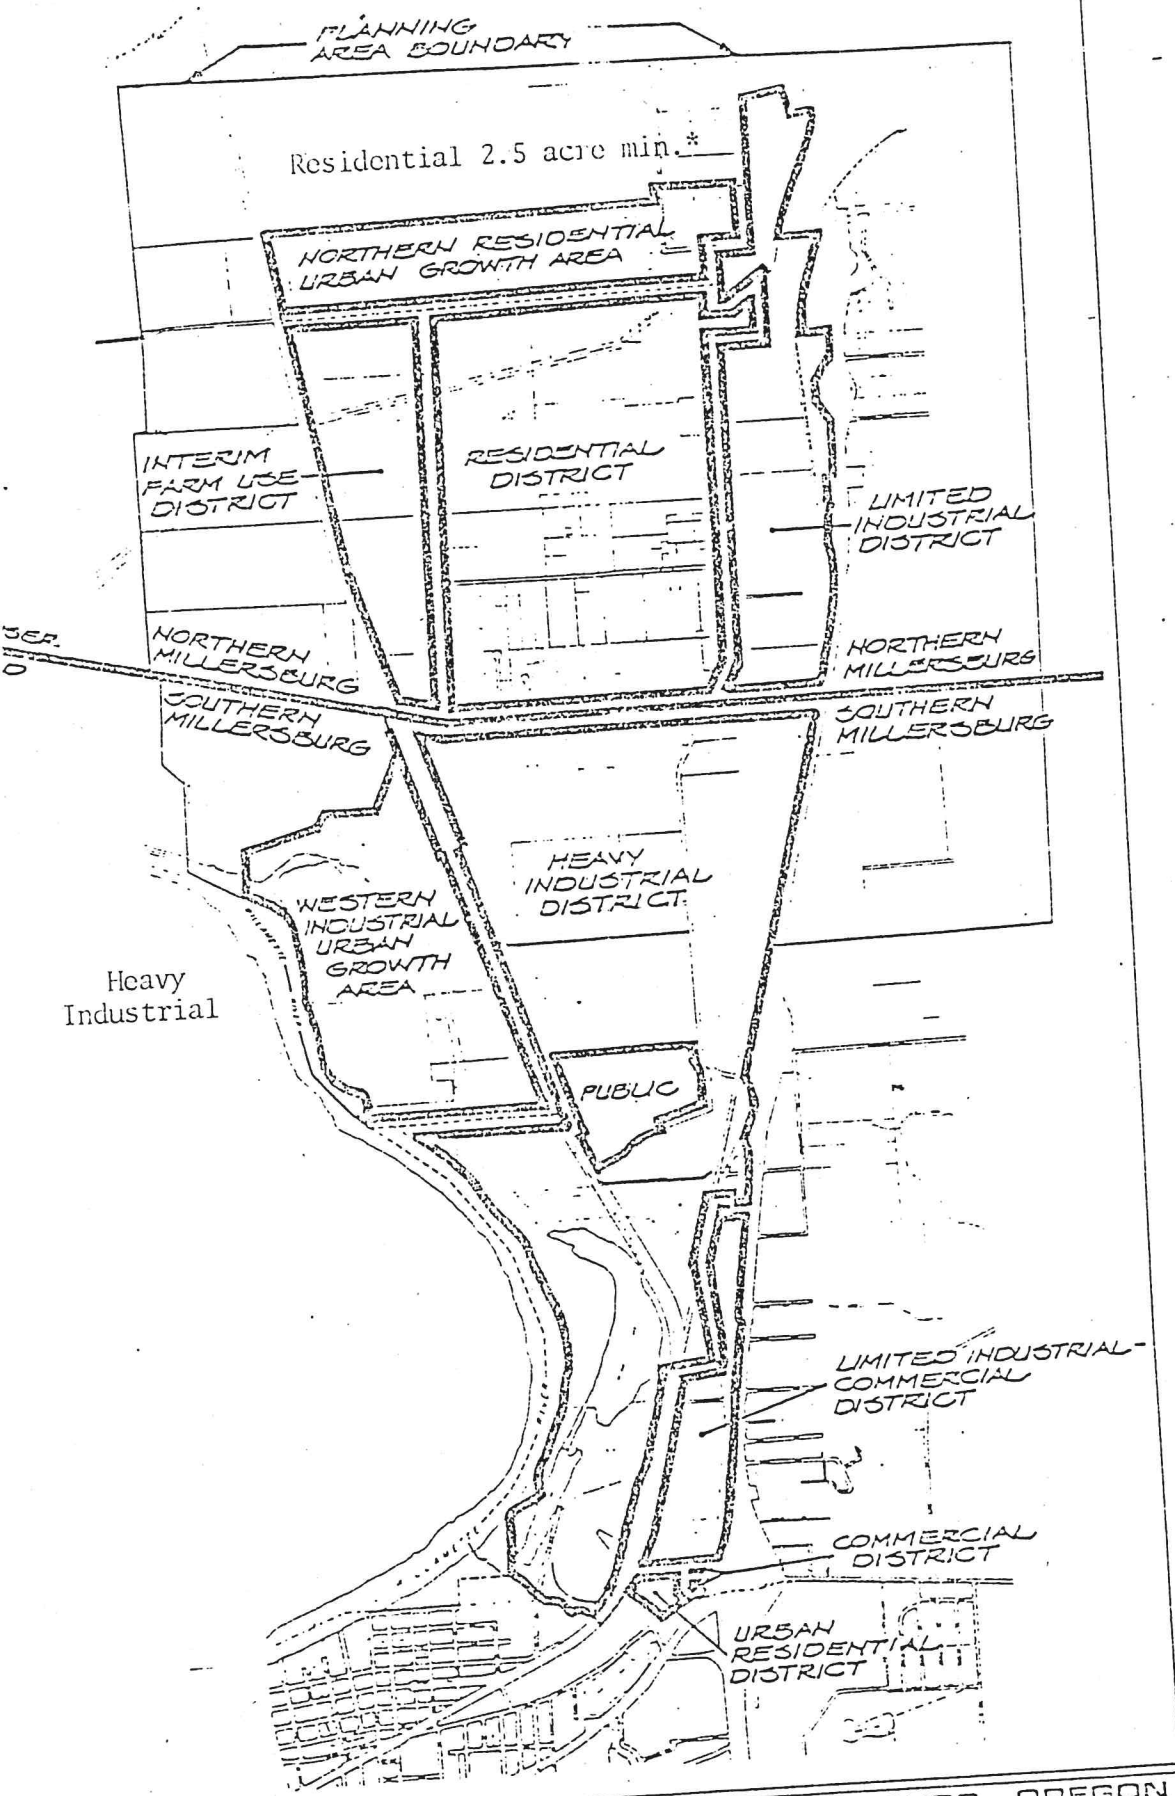 PLANNING
AREA BOUNDARY
Residential 2.5 acre min.*
NORTHERN RESIDENTIAL
URBAN GROWTH AREA
INTERIM
FARM USE
DISTRICT
RESIDENTIAL
DISTRICT
LIMITED
INDUSTRIAL
DISTRICT
NORTHERN
MILLERSBURG
SOUTHERN
MILLERSBURG
NORTHERN
MILLERSBURG
SOUTHERN
MILLERSBURG
HEAVY
INDUSTRIAL
DISTRICT
WESTERN
INDUSTRIAL
URBAN
GROWTH
AREA
Heavy
Industrial
PUBLIC
RIVER
LIMITED INDUSTRIAL-
COMMERCIAL
DISTRICT
COMMERCIAL
DISTRICT
URBAN
RESIDENTIAL
DISTRICT
OREGON